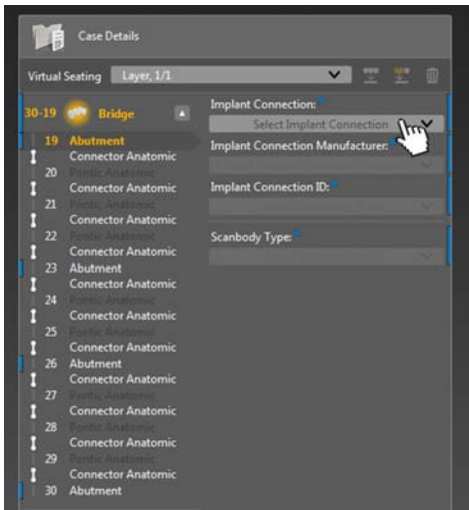 Case Details
Virtual Seating Layer, 1/1
30-19 Bridge
19 Abutment
Connector Anatomic
20 Pontic Anatomic
Connector Anatomic
21 Pontic Anatomic
Connector Anatomic
22 Pontic Anatomic
Connector Anatomic
23 Abutment
Connector Anatomic
24 Pontic Anatomic
Connector Anatomic
25 Pontic Anatomic
Connector Anatomic
26 Abutment
Connector Anatomic
27 Pontic Anatomic
Connector Anatomic
28 Pontic Anatomic
Connector Anatomic
29 Pontic Anatomic
Connector Anatomic
30 Abutment
Implant Connection:
Select Implant Connection
Implant Connection Manufacturer:
Implant Connection ID:
Scanbody Type: